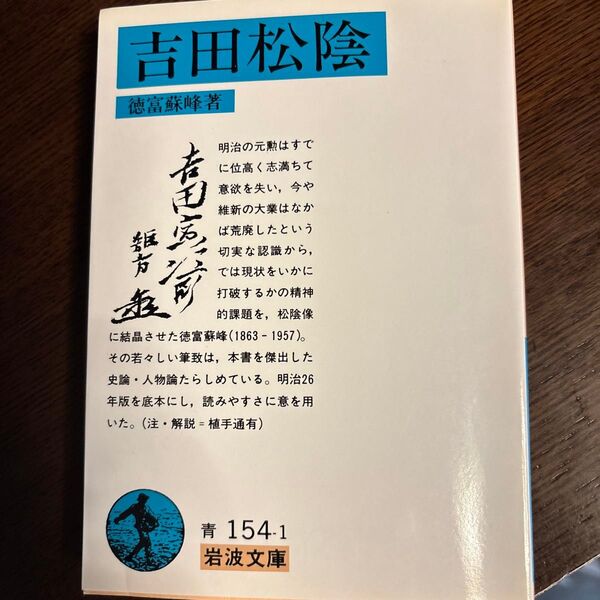 吉田松陰
徳富蘇峰著
明治の元勲はすで
に位高く志満ちて
意欲を失い，今や
維新の大業はなか
ば荒廃したという
切実な認識から，
では現状をいかに
打破するかの精神
的課題を，松陰像
に結晶させた徳富蘇峰(1863－1957)。
その若々しい筆致は，本書を傑出した
史論・人物論たらしめている。明治26
年版を底本にし，読みやすさに意を用
いた。(注・解説＝植手通有)
吉田寅次郎
矩方
青 154-1
岩波文庫